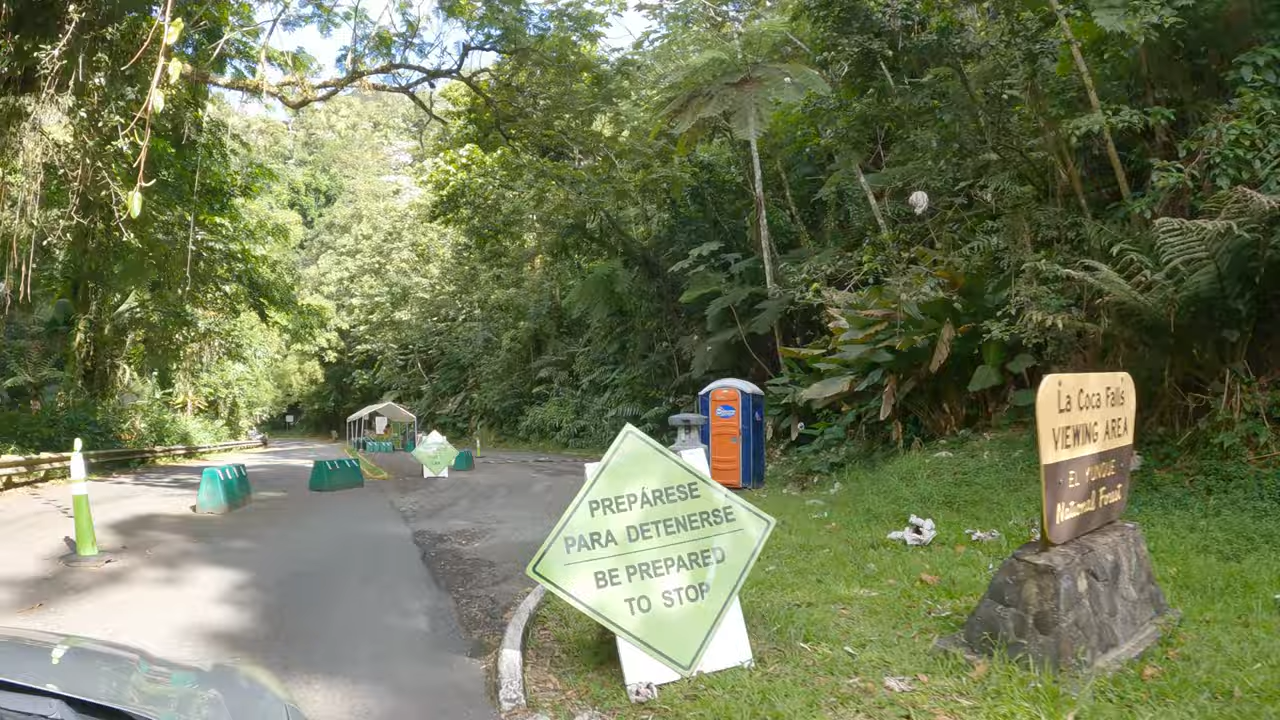 PREPÁRESE
PARA DETENERSE
BE PREPARED
TO STOP
La Coca Falls
VIEWING AREA
EL YUNQUE
National Forest